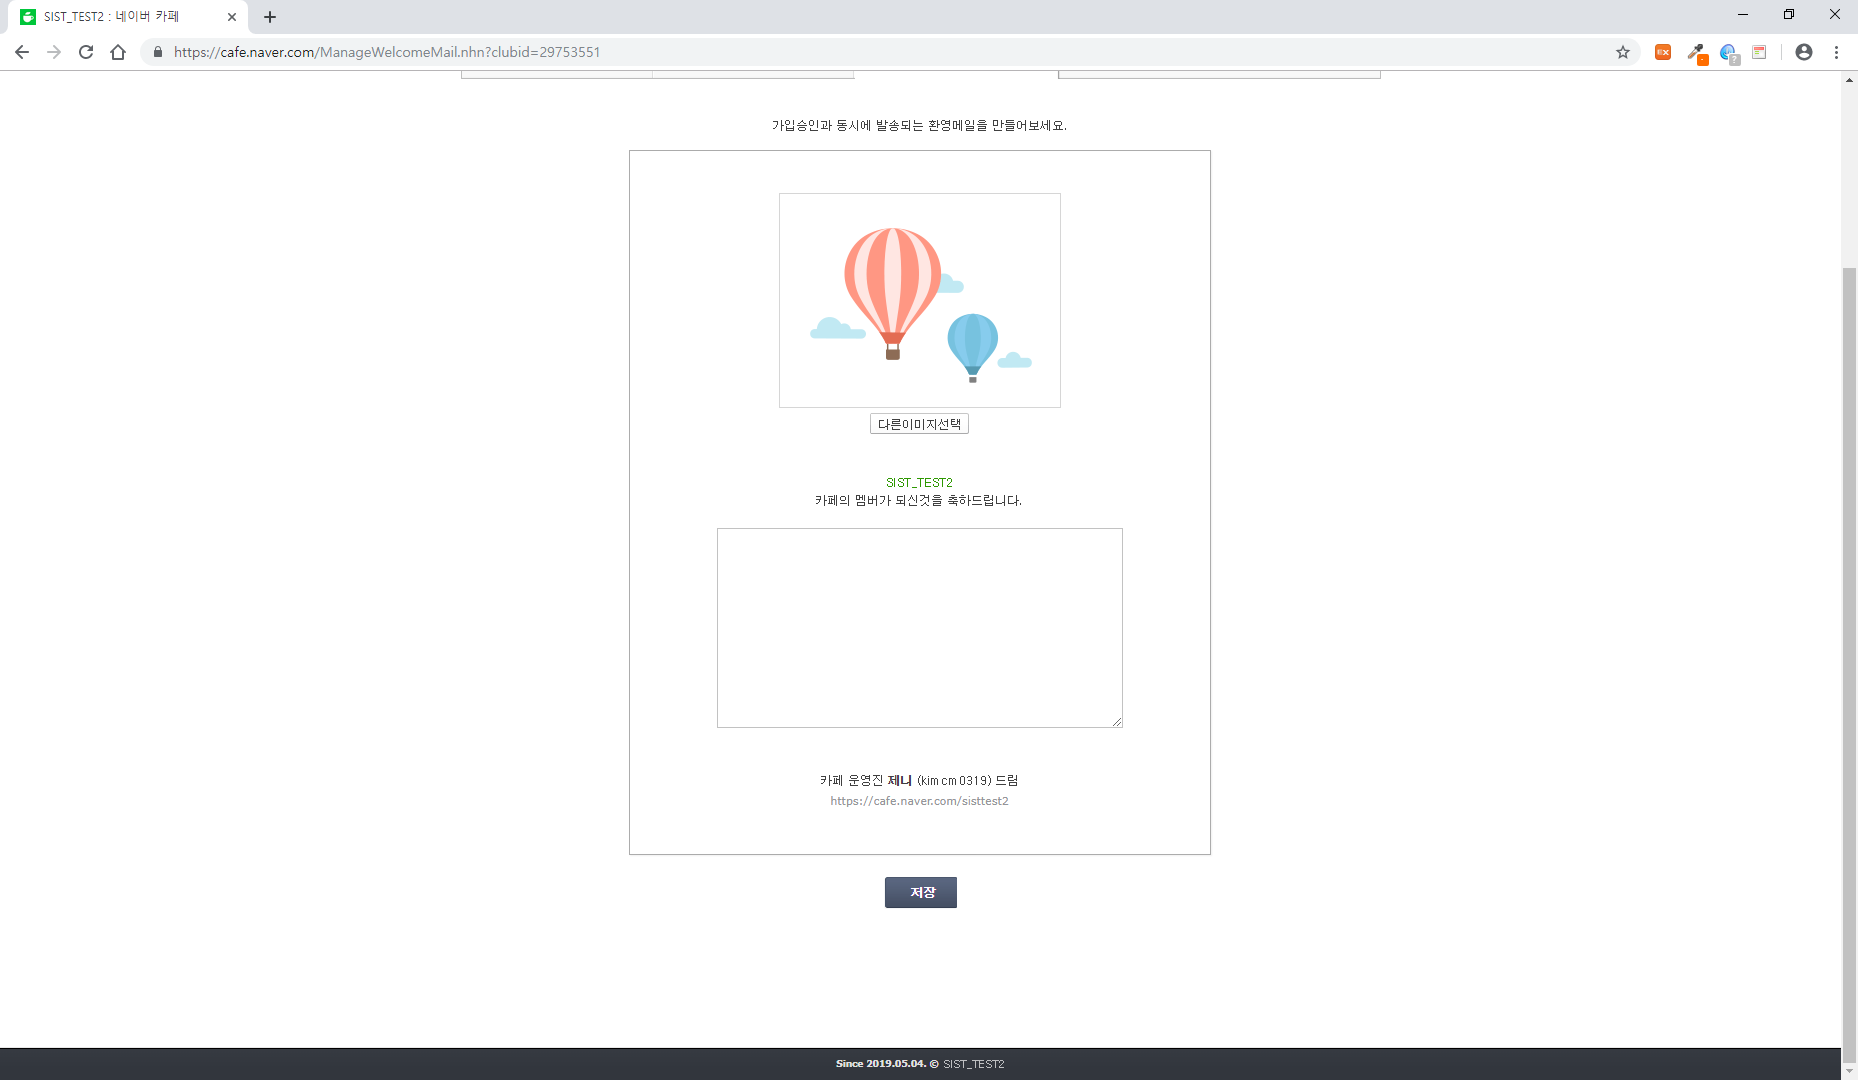 SIST_TEST2 : 네이버 카페
https://cafe.naver.com/ManageWelcomeMail.nhn?clubid=29753551
가입승인과 동시에 발송되는 환영메일을 만들어보세요.
다른이미지선택
SIST_TEST2
카페의 멤버가 되신것을 축하드립니다.
카페 운영진 제니 (kimcm0319) 드림
https://cafe.naver.com/sisttest2
저장
Since 2019.05.04. © SIST_TEST2